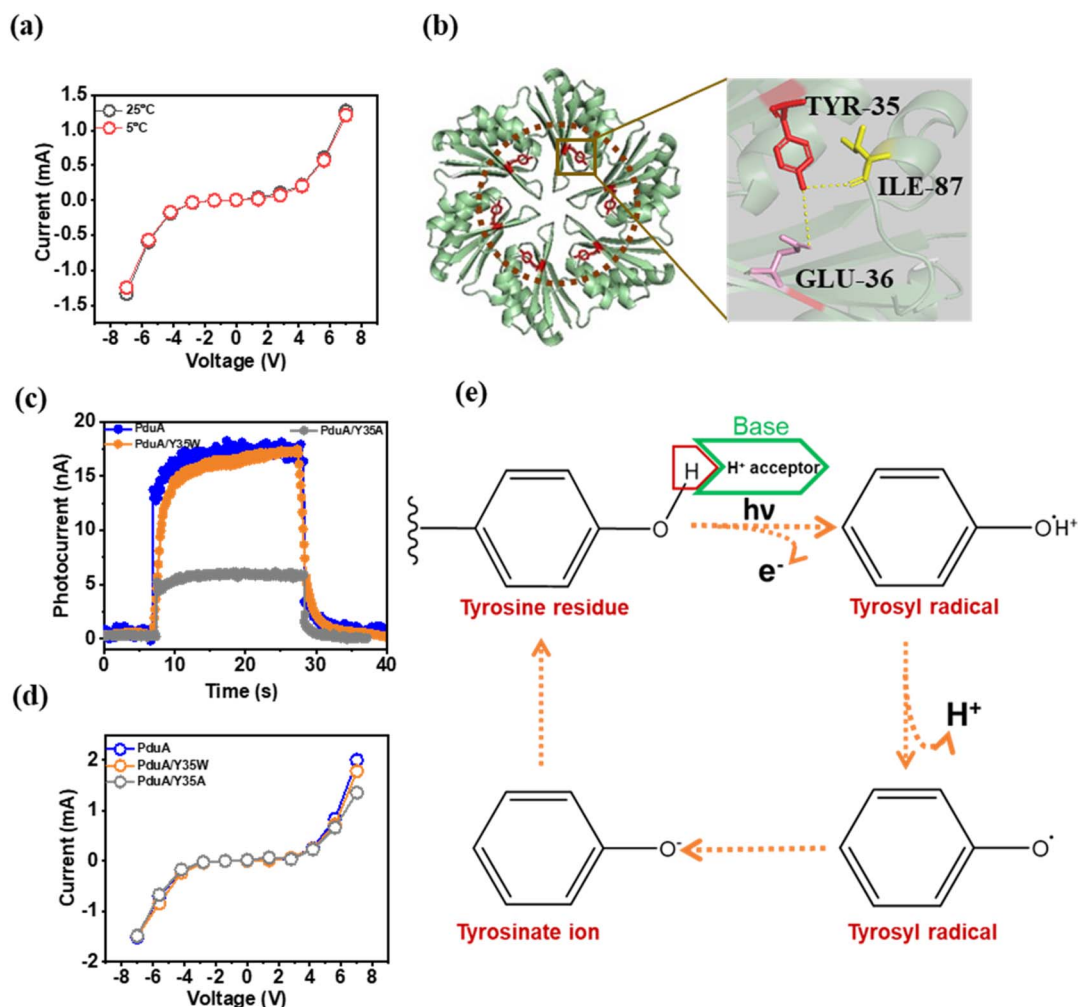 (a)
25°C
5°C
1.5
1.0
0.5
0.0
-0.5
-1.0
-1.5
Current (mA)
-8 -6 -4 -2 0 2 4 6 8
Voltage (V)
(b)
TYR-35
ILE-87
GLU-36
(c)
PduA
PduA/Y35W
PduA/Y35A
20
15
10
5
0
Photocurrent (nA)
0 10 20 30 40
Time (s)
(d)
PduA
PduA/Y35W
PduA/Y35A
2
1
0
-1
-2
Current (mA)
-8 -6 -4 -2 0 2 4 6 8
Voltage (V)
(e)
Base
H
H⁺ acceptor
O
hν
e⁻
O˙H⁺
Tyrosine residue
Tyrosyl radical
H⁺
O⁻
O˙
Tyrosinate ion
Tyrosyl radical